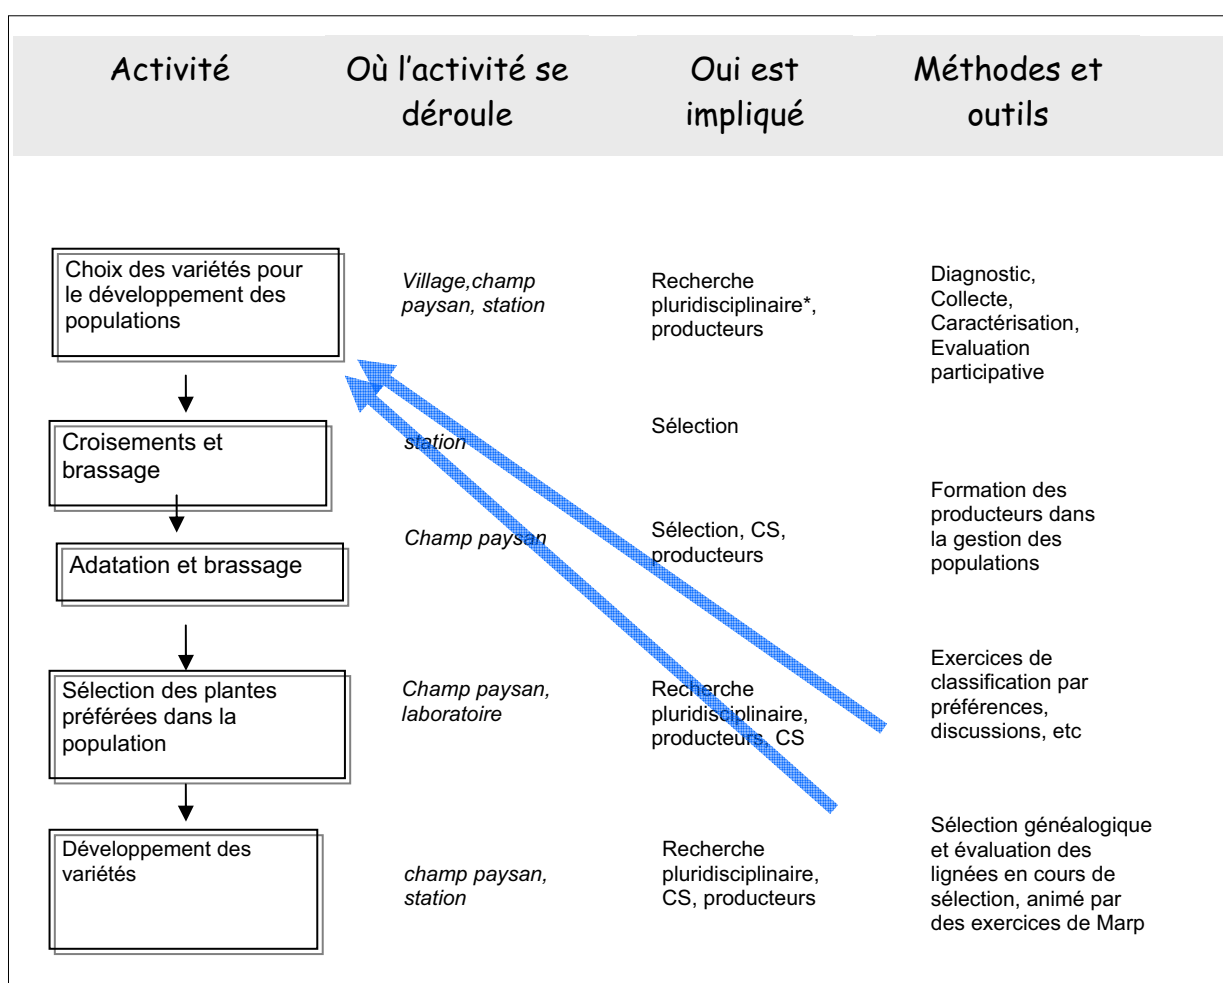 Activité
Où l'activité se
déroule
Oui est
impliqué
Méthodes et
outils
Choix des variétés pour
le développement des
populations
Village,champ
paysan, station
Recherche
pluridisciplinaire*,
producteurs
Diagnostic,
Collecte,
Caractérisation,
Evaluation
participative
Croisements et
brassage
station
Sélection
Adatation et brassage
Champ paysan
Sélection, CS,
producteurs
Formation des
producteurs dans
la gestion des
populations
Sélection des plantes
préférées dans la
population
Champ paysan,
laboratoire
Recherche
pluridisciplinaire,
producteurs, CS
Exercices de
classification par
préférences,
discussions, etc
Développement des
variétés
champ paysan,
station
Recherche
pluridisciplinaire,
CS, producteurs
Sélection généalogique
et évaluation des
lignées en cours de
sélection, animé par
des exercices de Marp